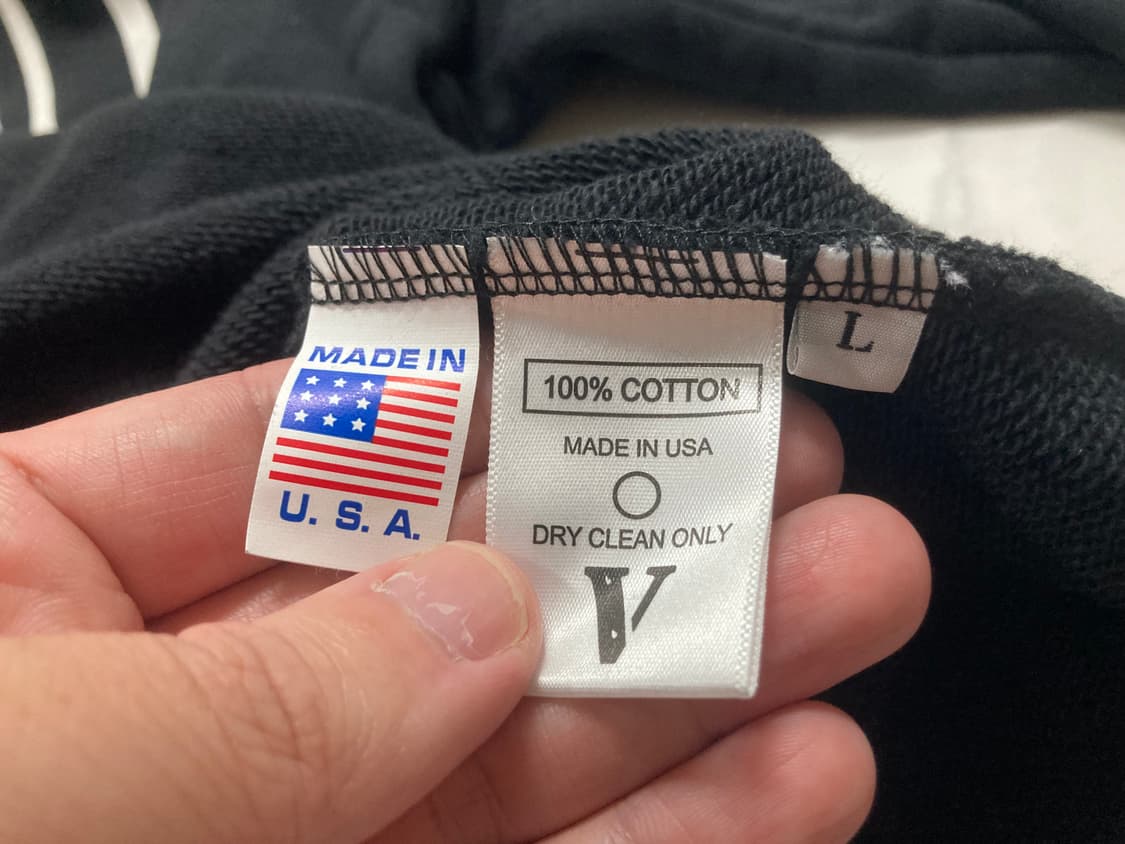 MADE IN
U. S. A.
100% COTTON
MADE IN USA
DRY CLEAN ONLY
V
L